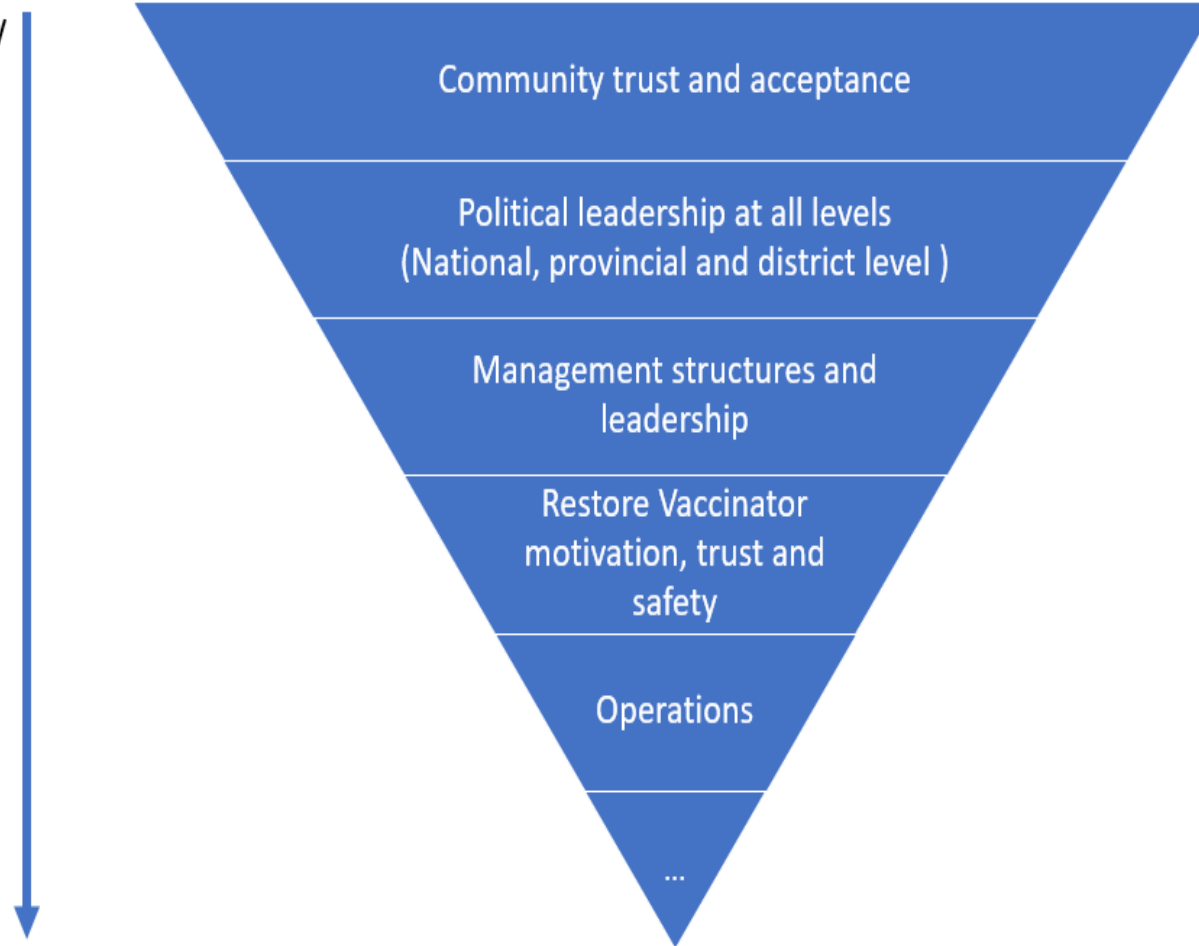 Community trust and acceptance
Political leadership at all levels
(National, provincial and district level )
Management structures and
leadership
Restore Vaccinator
motivation, trust and
safety
Operations
...